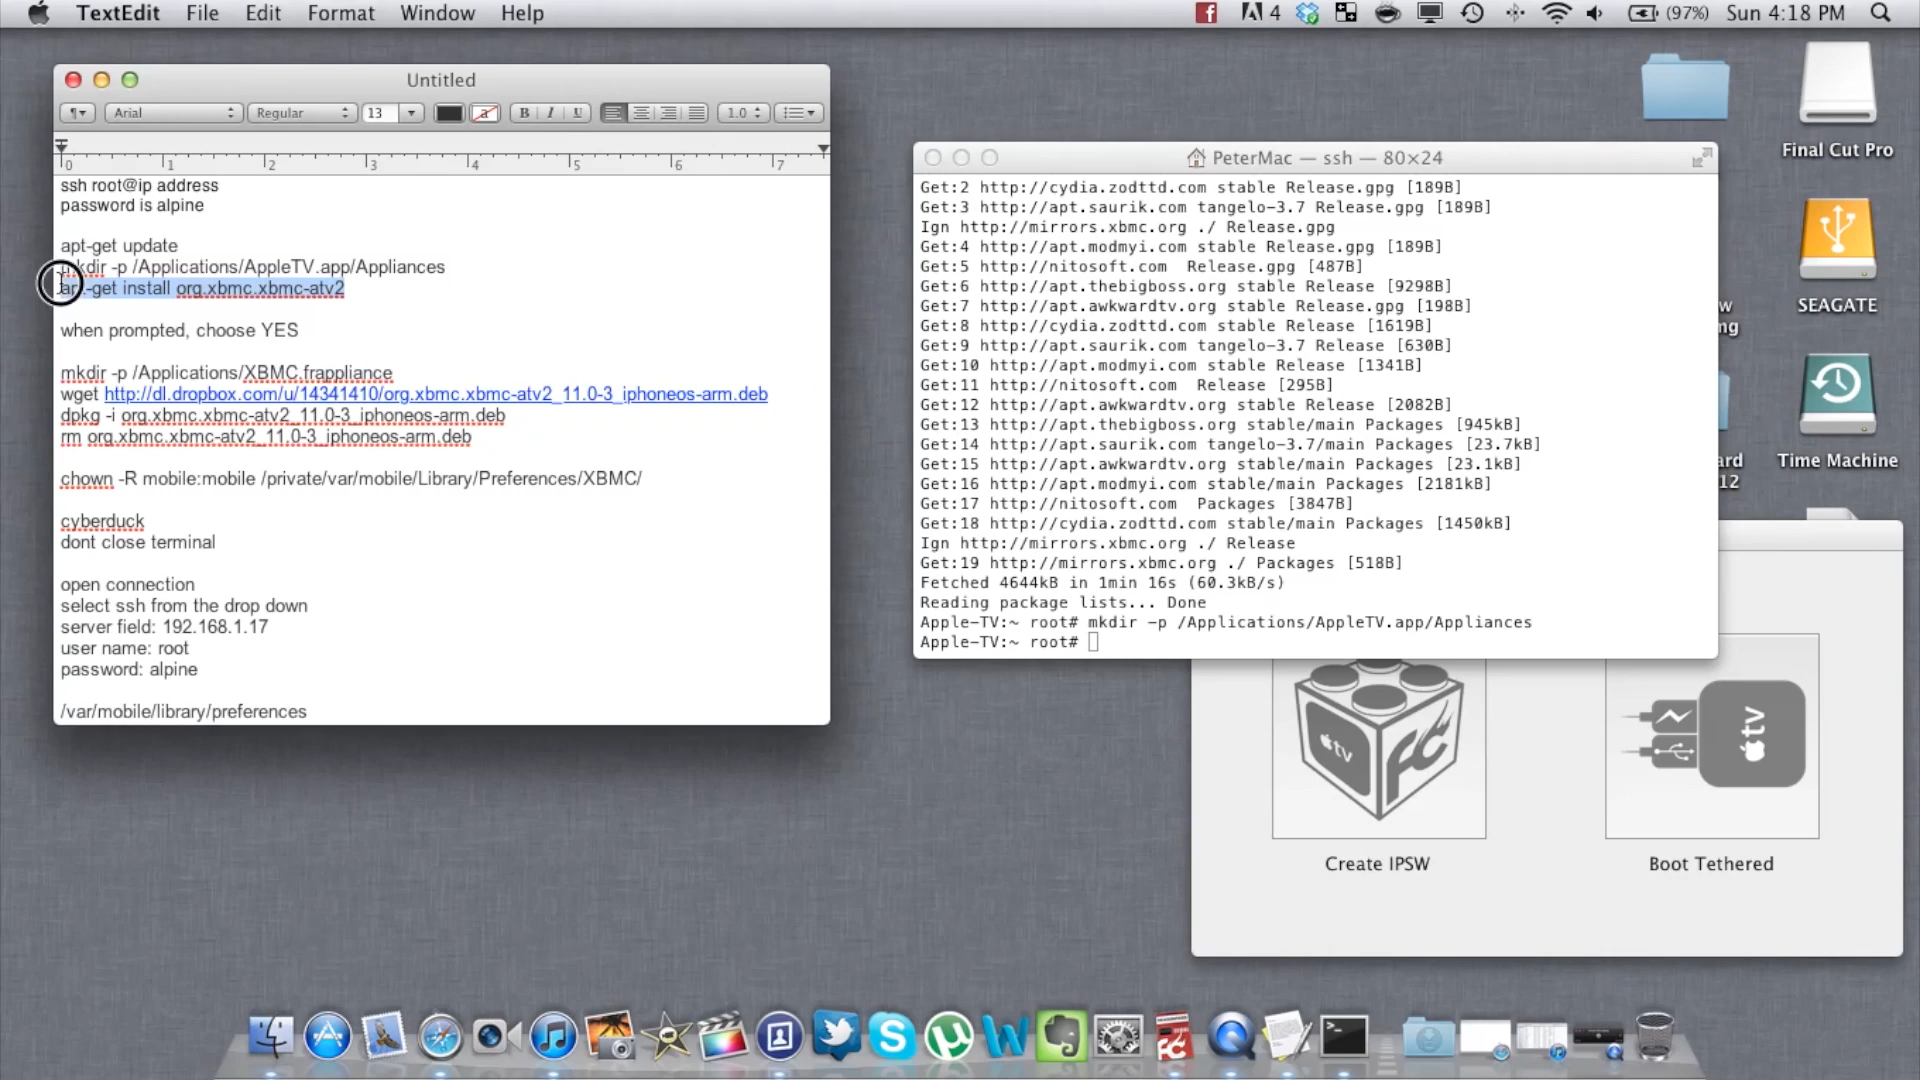 TextEdit File Edit Format Window Help
4 (97%) Sun 4:18 PM
Untitled
Arial Regular 13 a B I U 1.0
0 1 2 3 4 5 6 7
ssh root@ip address
password is alpine
apt-get update
mkdir -p /Applications/AppleTV.app/Appliances
apt-get install org.xbmc.xbmc-atv2
when prompted, choose YES
mkdir -p /Applications/XBMC.frappliance
wget http://dl.dropbox.com/u/14341410/org.xbmc.xbmc-atv2_11.0-3_iphoneos-arm.deb
dpkg -i org.xbmc.xbmc-atv2_11.0-3_iphoneos-arm.deb
rm org.xbmc.xbmc-atv2_11.0-3_iphoneos-arm.deb
chown -R mobile:mobile /private/var/mobile/Library/Preferences/XBMC/
cyberduck
dont close terminal
open connection
select ssh from the drop down
server field: 192.168.1.17
user name: root
password: alpine
/var/mobile/library/preferences
PeterMac — ssh — 80×24
Get:2 http://cydia.zodttd.com stable Release.gpg [189B]
Get:3 http://apt.saurik.com tangelo-3.7 Release.gpg [189B]
Ign http://mirrors.xbmc.org ./ Release.gpg
Get:4 http://apt.modmyi.com stable Release.gpg [189B]
Get:5 http://nitosoft.com  Release.gpg [487B]
Get:6 http://apt.thebigboss.org stable Release [9298B]
Get:7 http://apt.awkwardtv.org stable Release.gpg [198B]
Get:8 http://cydia.zodttd.com stable Release [1619B]
Get:9 http://apt.saurik.com tangelo-3.7 Release [630B]
Get:10 http://apt.modmyi.com stable Release [1341B]
Get:11 http://nitosoft.com  Release [295B]
Get:12 http://apt.awkwardtv.org stable Release [2082B]
Get:13 http://apt.thebigboss.org stable/main Packages [945kB]
Get:14 http://apt.saurik.com tangelo-3.7/main Packages [23.7kB]
Get:15 http://apt.awkwardtv.org stable/main Packages [23.1kB]
Get:16 http://apt.modmyi.com stable/main Packages [2181kB]
Get:17 http://nitosoft.com  Packages [3847B]
Get:18 http://cydia.zodttd.com stable/main Packages [1450kB]
Ign http://mirrors.xbmc.org ./ Release
Get:19 http://mirrors.xbmc.org ./ Packages [518B]
Fetched 4644kB in 1min 16s (60.3kB/s)
Reading package lists... Done
Apple-TV:~ root# mkdir -p /Applications/AppleTV.app/Appliances
Apple-TV:~ root#
Final Cut Pro
SEAGATE
Time Machine
w
ng
ard
12
tv FC
tv
Create IPSW
Boot Tethered